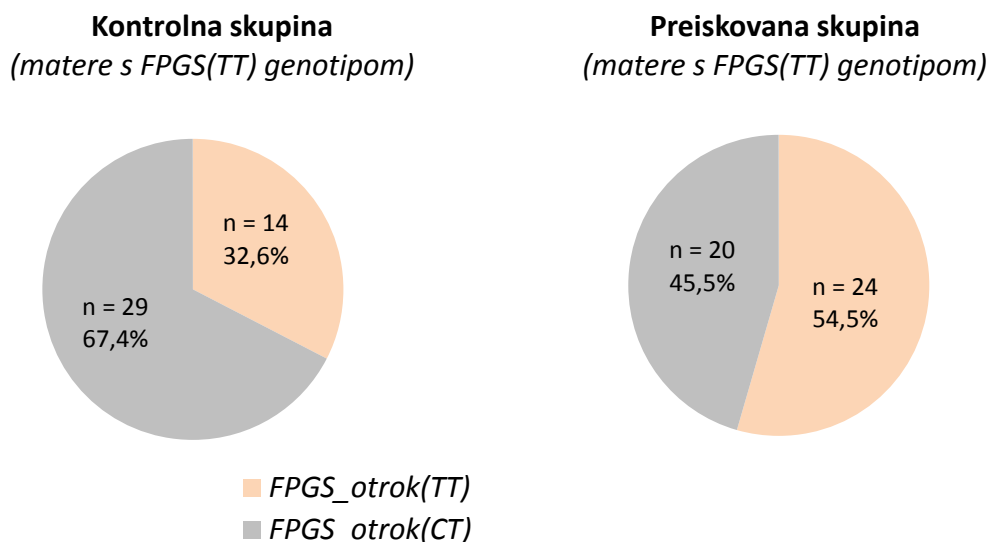 Kontrolna skupina
(matere s FPGS(TT) genotipom)
n = 14
32,6%
n = 29
67,4%
Preiskovana skupina
(matere s FPGS(TT) genotipom)
n = 20
45,5%
n = 24
54,5%
FPGS_otrok(TT)
FPGS_otrok(CT)